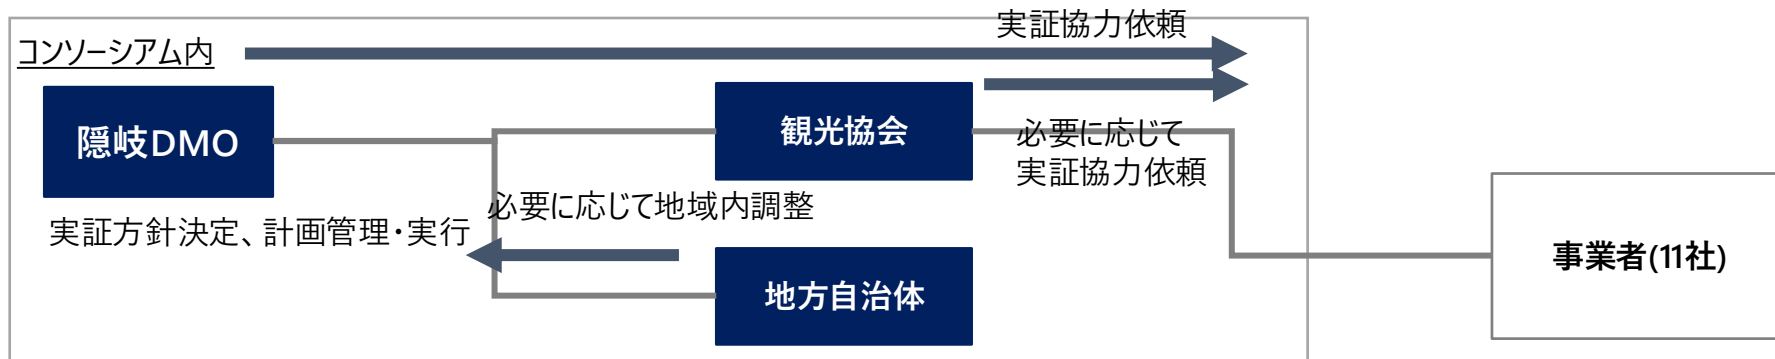 実証協力依頼
コンソーシアム内
隠岐DMO
観光協会
必要に応じて
実証協力依頼
必要に応じて地域内調整
実証方針決定、計画管理・実行
地方自治体
事業者(11社)